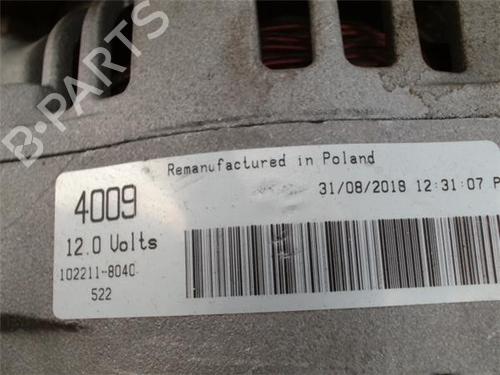 B-PARTS
Remanufactured in Poland
4009
31/08/2018 12:31:07 P
12.0 Volts
102211-8040
522